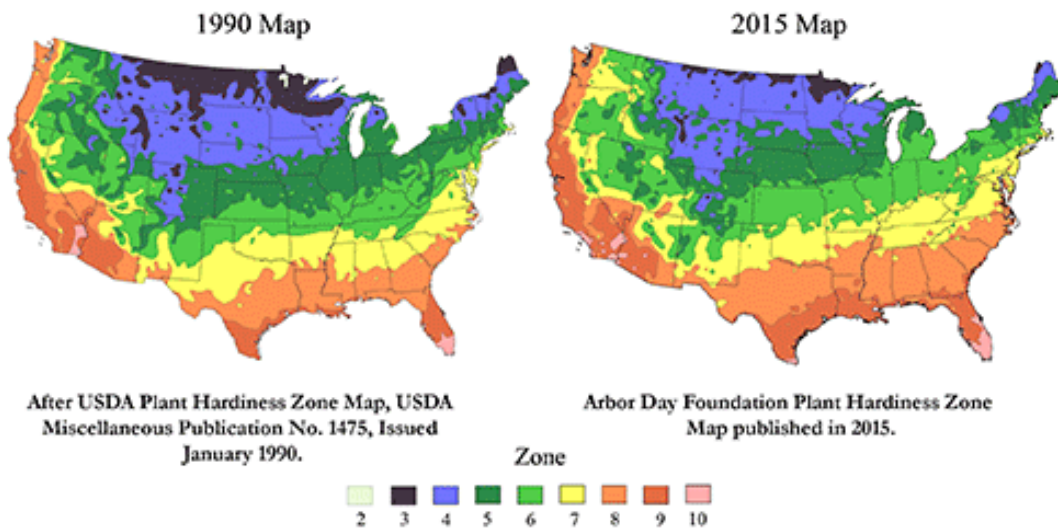 1990 Map
2015 Map
After USDA Plant Hardiness Zone Map, USDA
Miscellaneous Publication No. 1475, Issued
January 1990.
Arbor Day Foundation Plant Hardiness Zone
Map published in 2015.
Zone
2 3 4 5 6 7 8 9 10